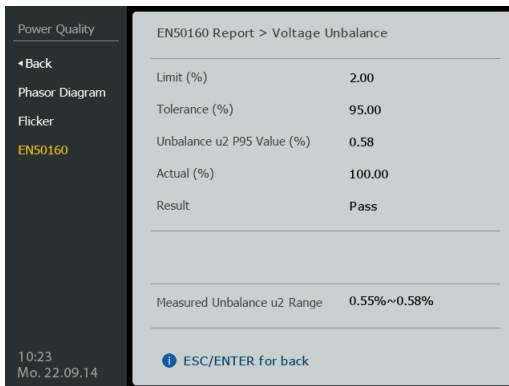 Power Quality
◂Back
Phasor Diagram
Flicker
EN50160
10:23
Mo. 22.09.14
EN50160 Report > Voltage Unbalance
Limit (%) 2.00
Tolerance (%) 95.00
Unbalance u2 P95 Value (%) 0.58
Actual (%) 100.00
Result Pass
Measured Unbalance u2 Range 0.55%~0.58%
i ESC/ENTER for back